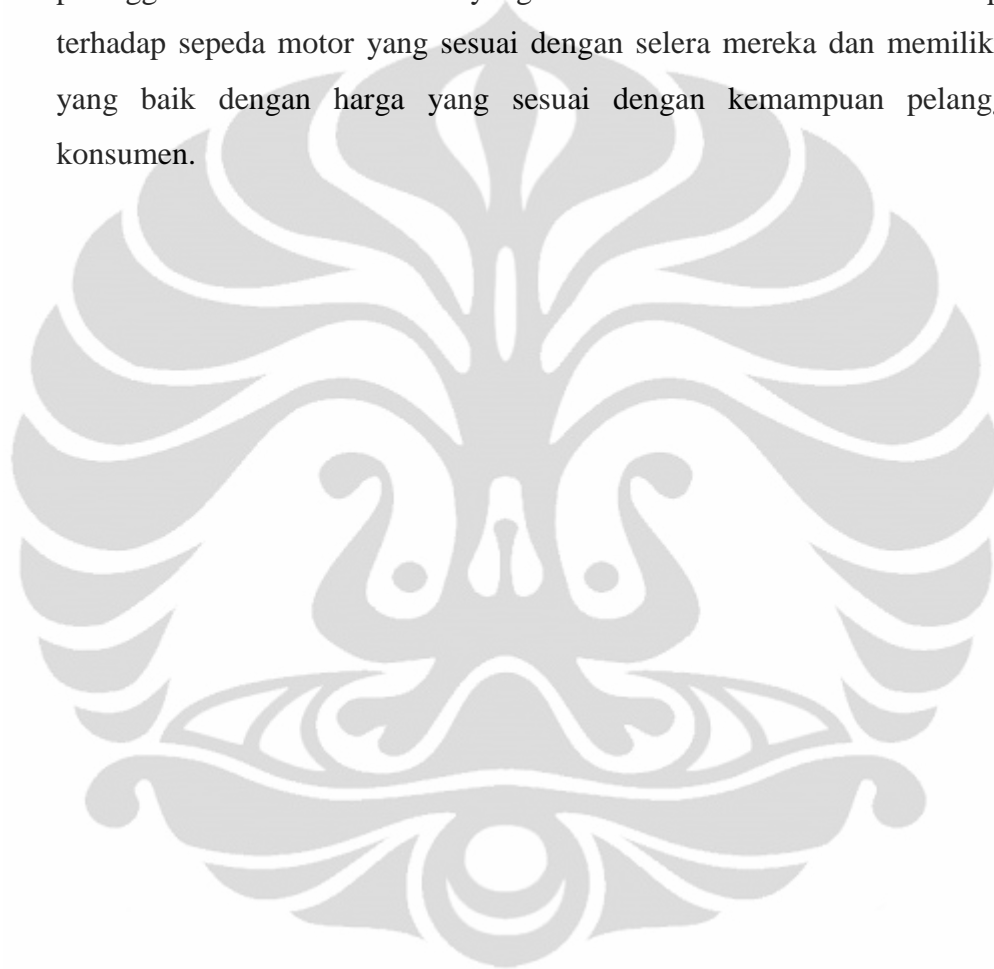 terhadap sepeda motor yang sesuai dengan selera mereka dan memilik
yang baik dengan harga yang sesuai dengan kemampuan pelang
konsumen.